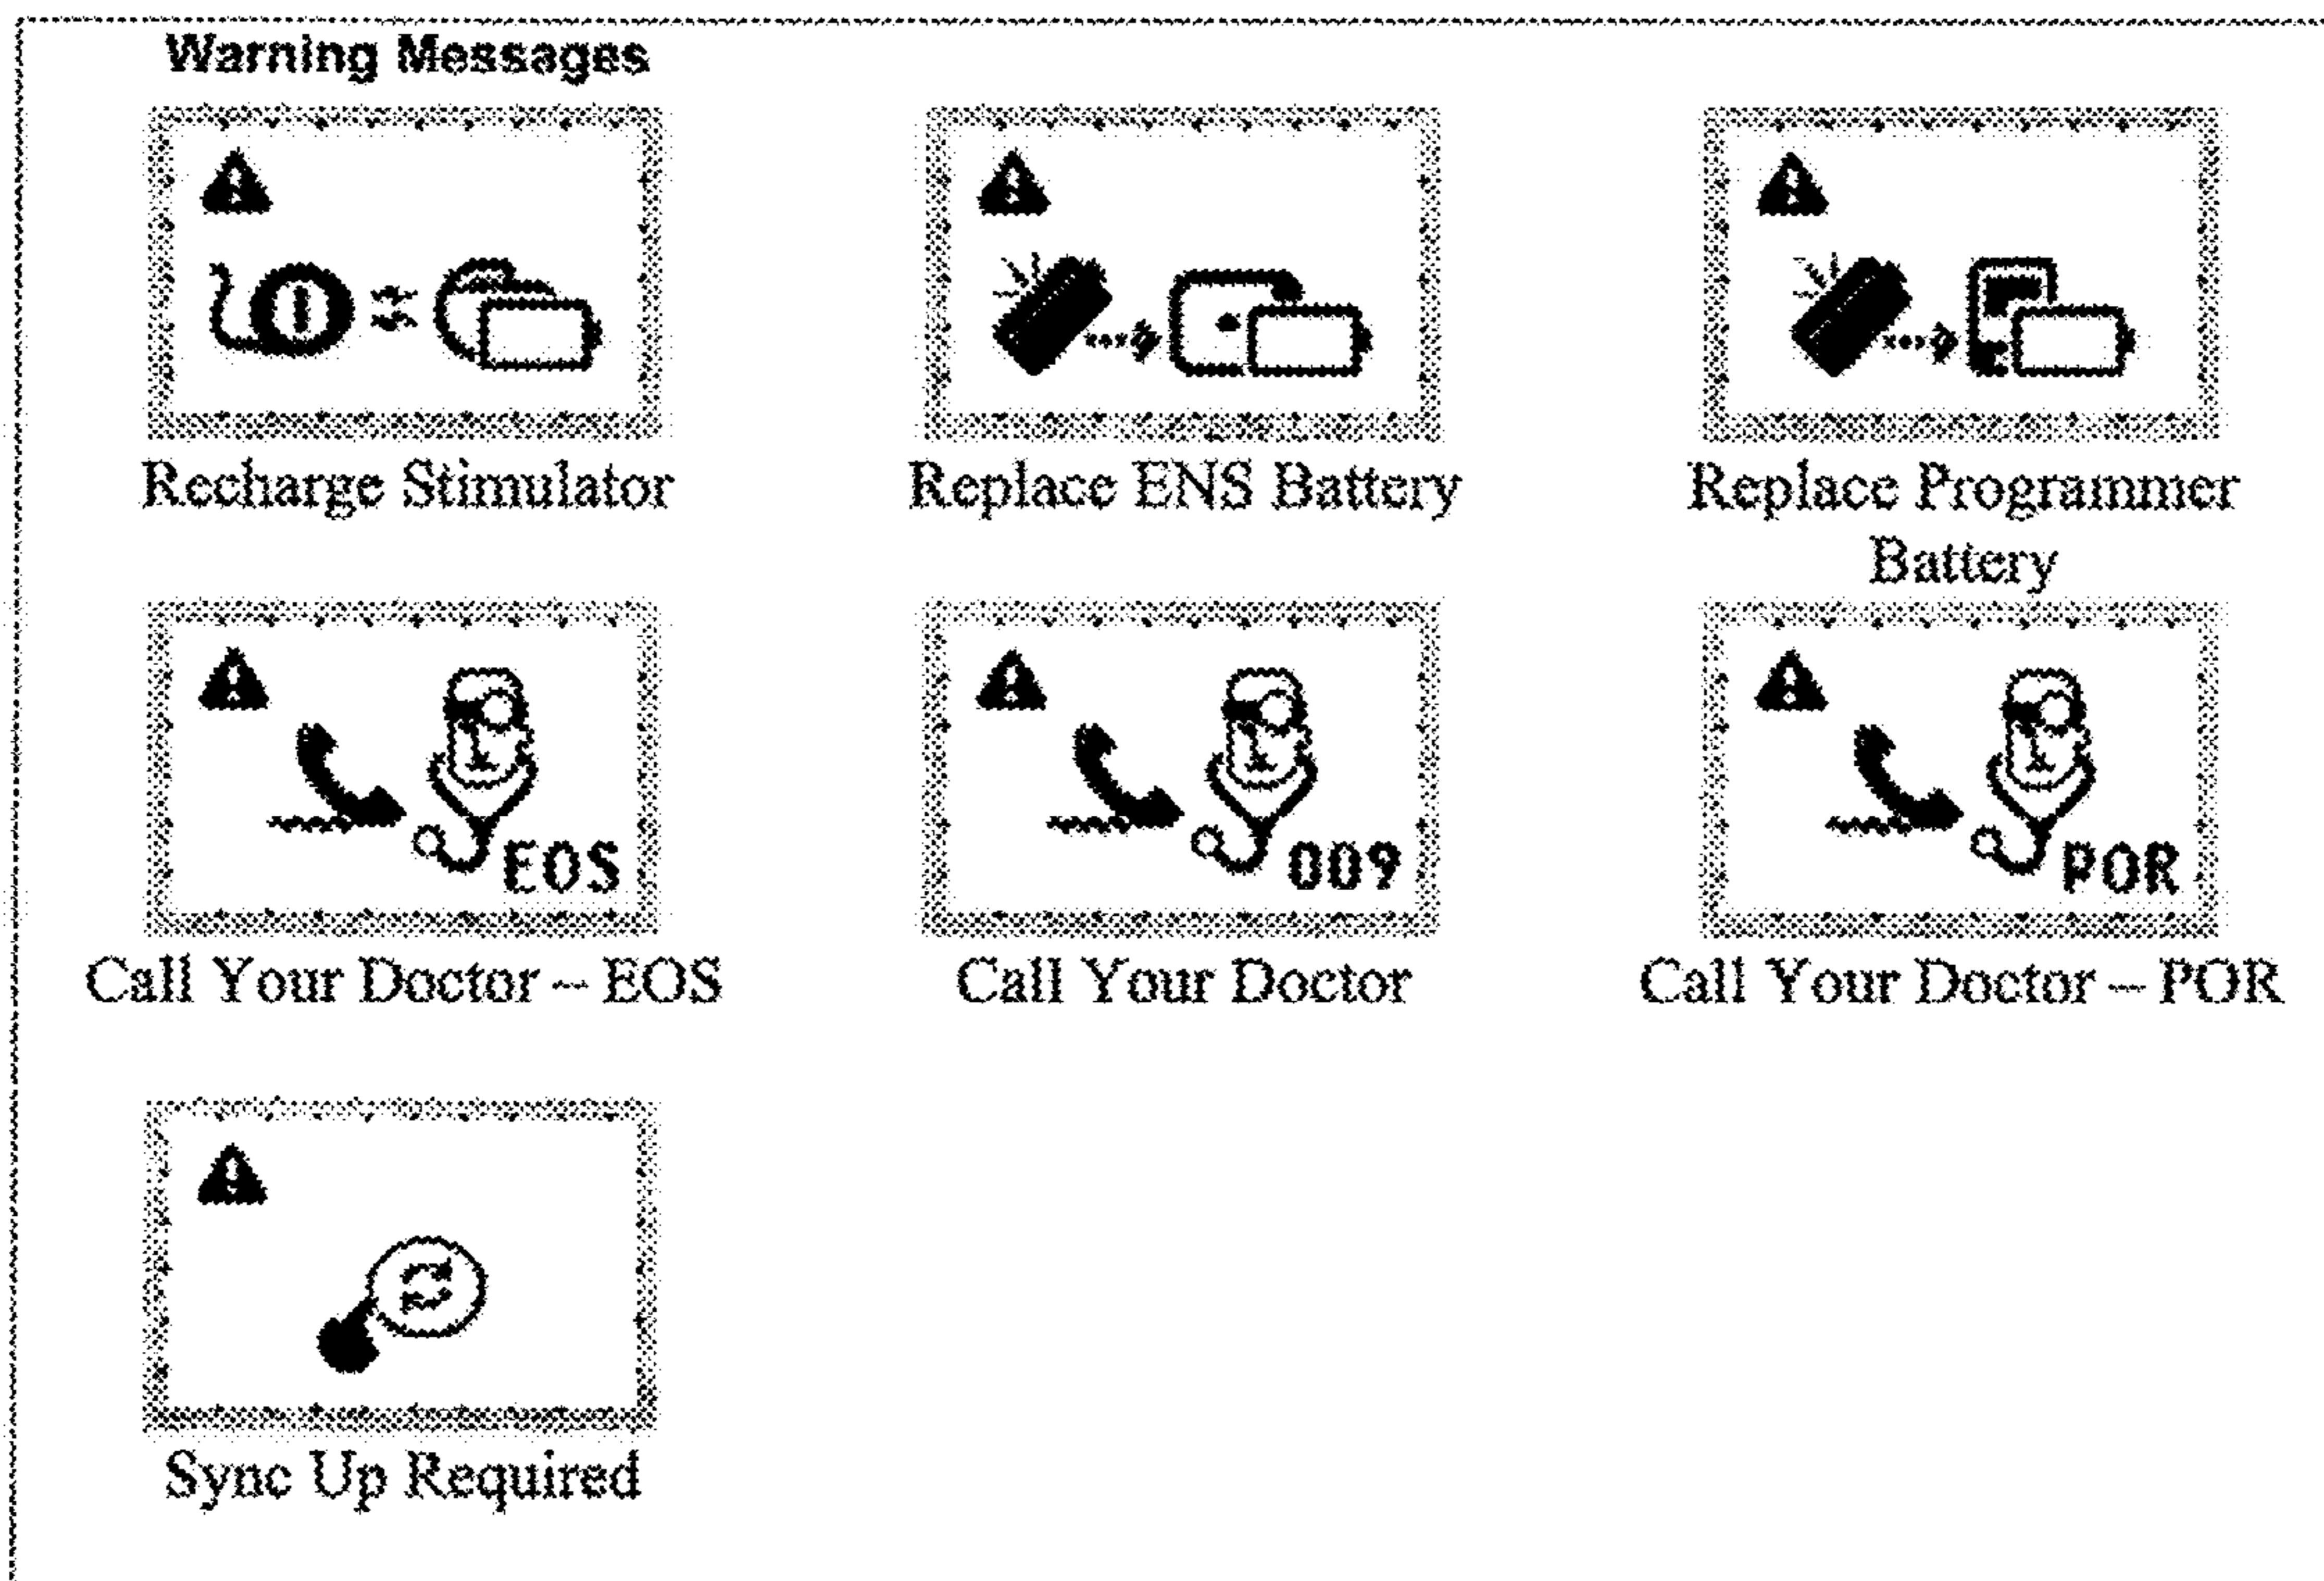 Warning Messages
Recharge Stimulator
Replace ENS Battery
Replace Programmer
Battery
EOS
009
POR
Call Your Doctor -- EOS
Call Your Doctor
Call Your Doctor – POR
Sync Up Required